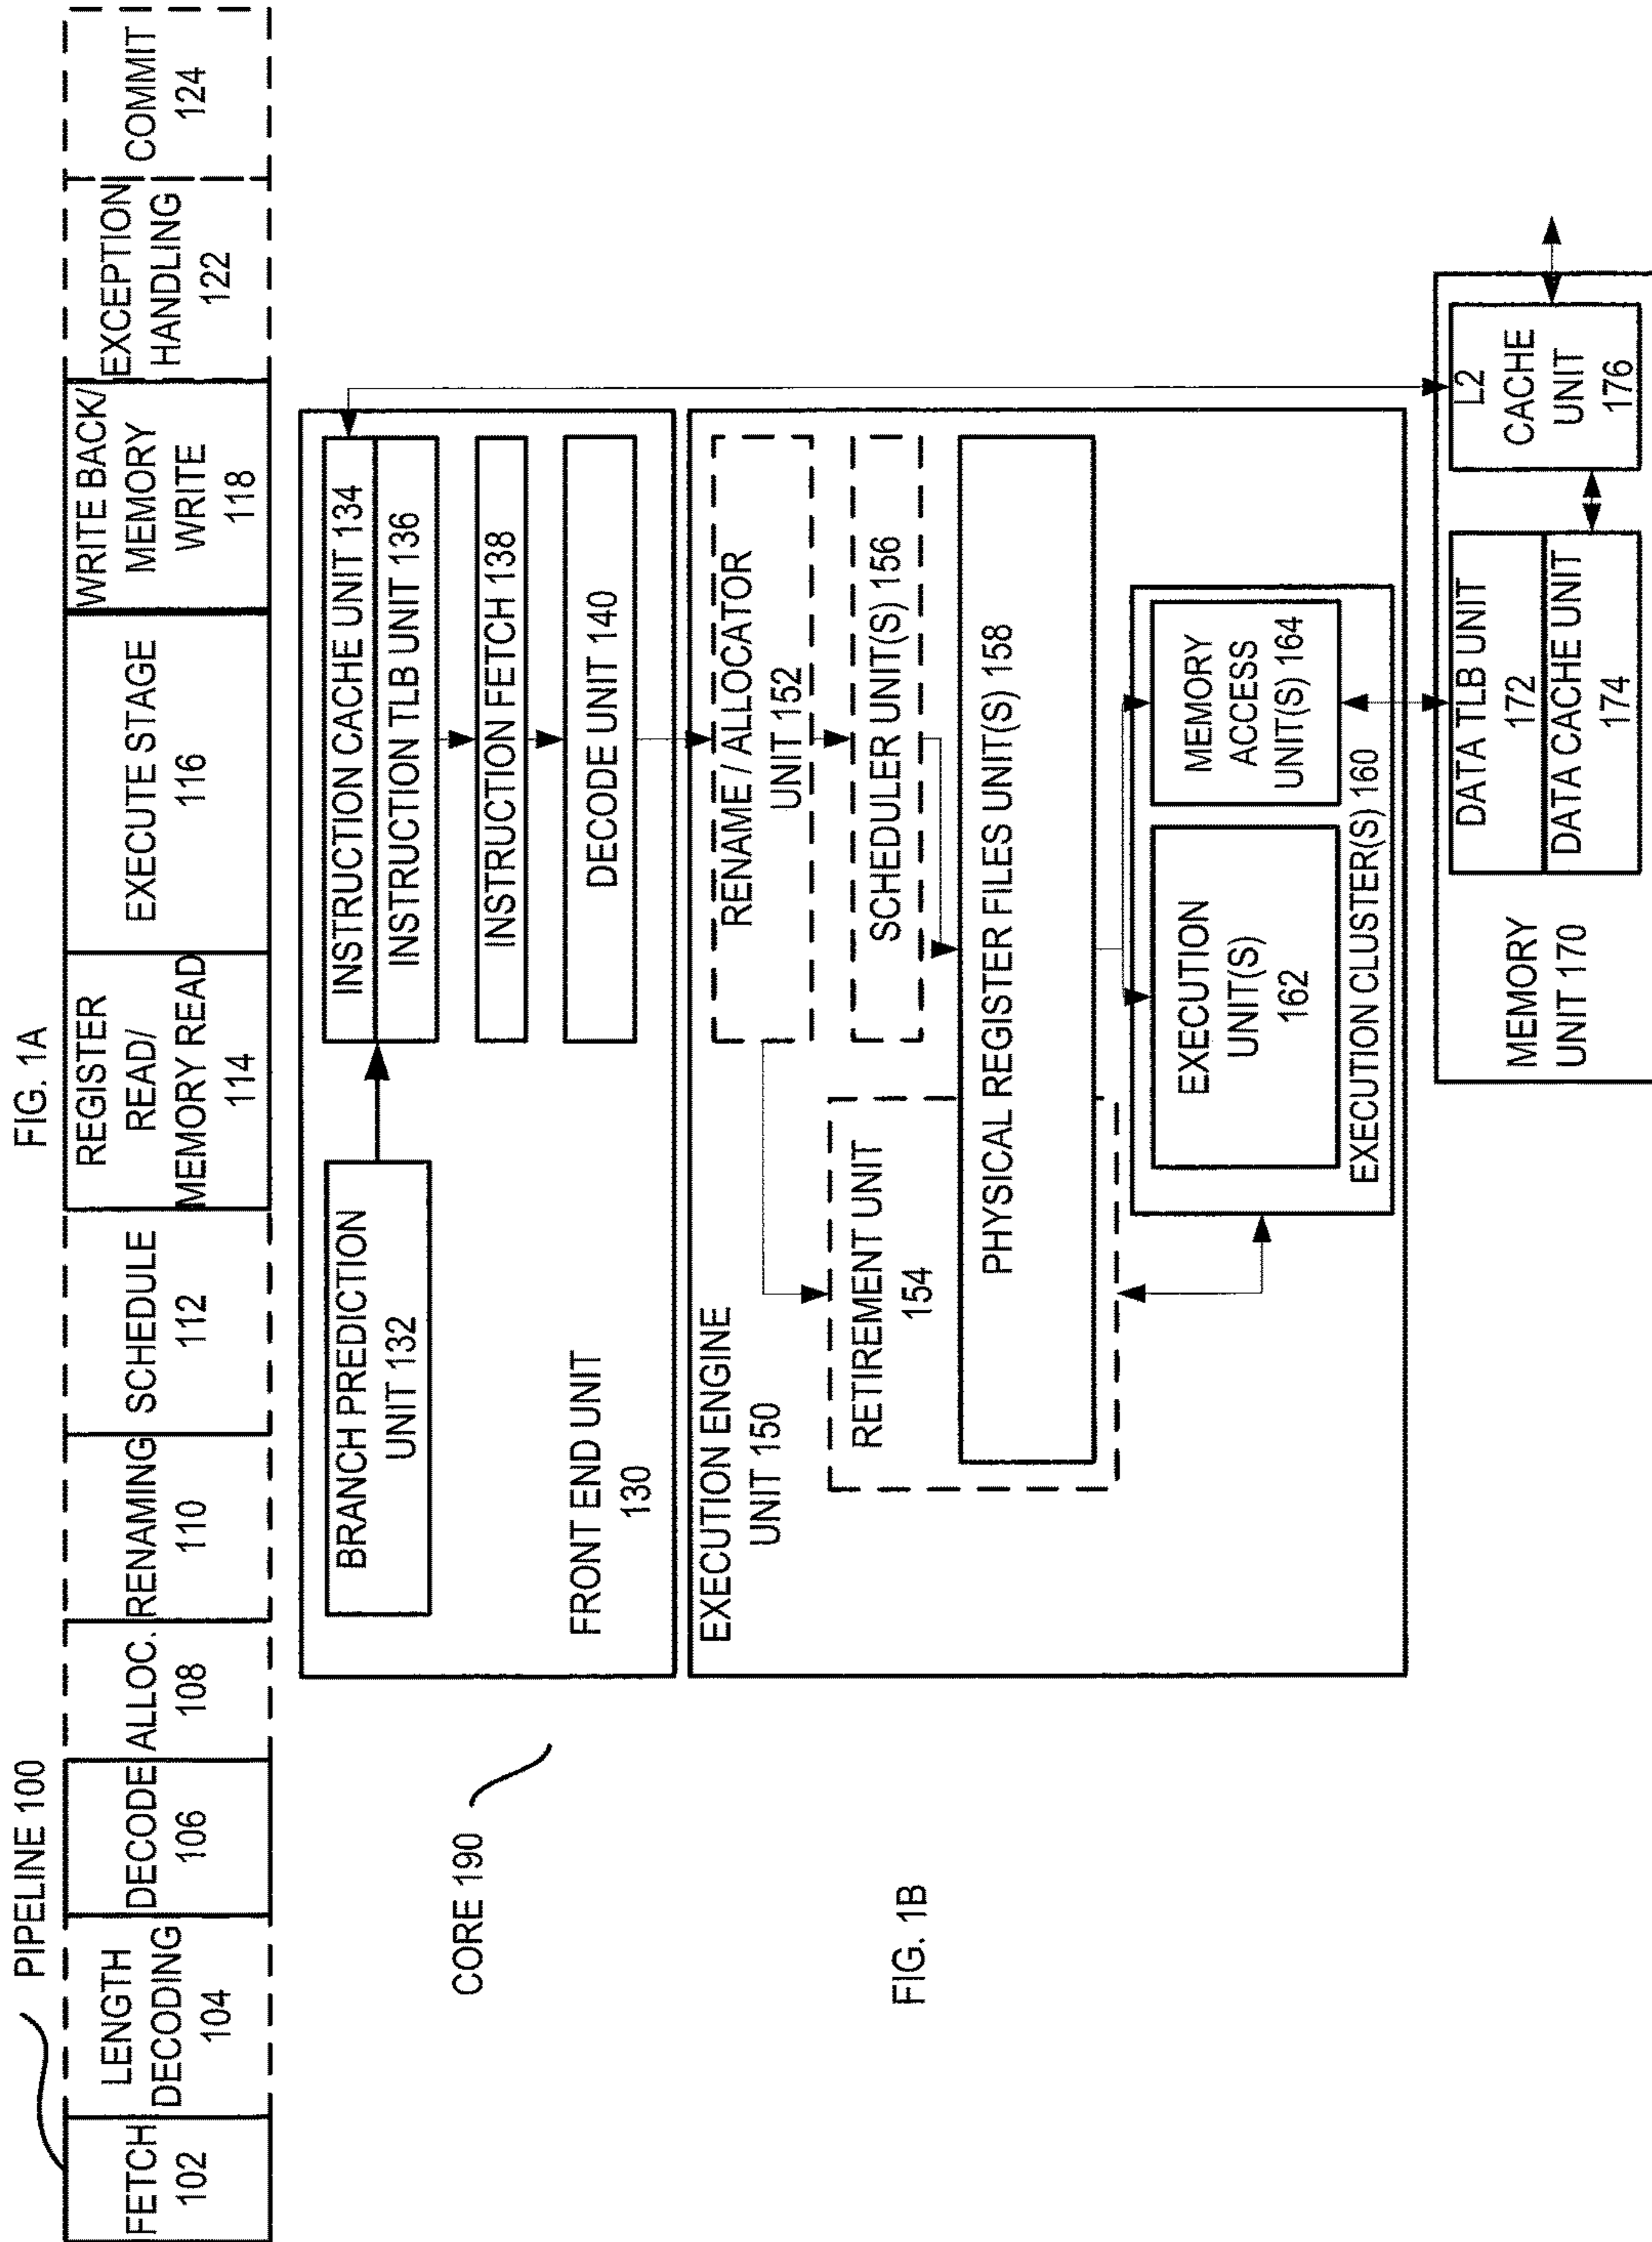 FIG. 1A
PIPELINE 100
FETCH
102
LENGTH
DECODING
104
DECODE
106
ALLOC.
108
RENAMING
110
SCHEDULE
112
REGISTER
READ/
MEMORY READ
114
EXECUTE STAGE
116
WRITE BACK/
MEMORY
WRITE
118
EXCEPTION
HANDLING
122
COMMIT
124
CORE 190
FIG. 1B
BRANCH PREDICTION
UNIT 132
INSTRUCTION CACHE UNIT 134
INSTRUCTION TLB UNIT 136
INSTRUCTION FETCH 138
DECODE UNIT 140
FRONT END UNIT
130
EXECUTION ENGINE
UNIT 150
RENAME / ALLOCATOR
UNIT 152
SCHEDULER UNIT(S) 156
RETIREMENT UNIT
154
PHYSICAL REGISTER FILES UNIT(S) 158
EXECUTION
UNIT(S)
162
MEMORY
ACCESS
UNIT(S) 164
EXECUTION CLUSTER(S) 160
MEMORY
UNIT 170
DATA TLB UNIT
172
DATA CACHE UNIT
174
L2
CACHE
UNIT
176